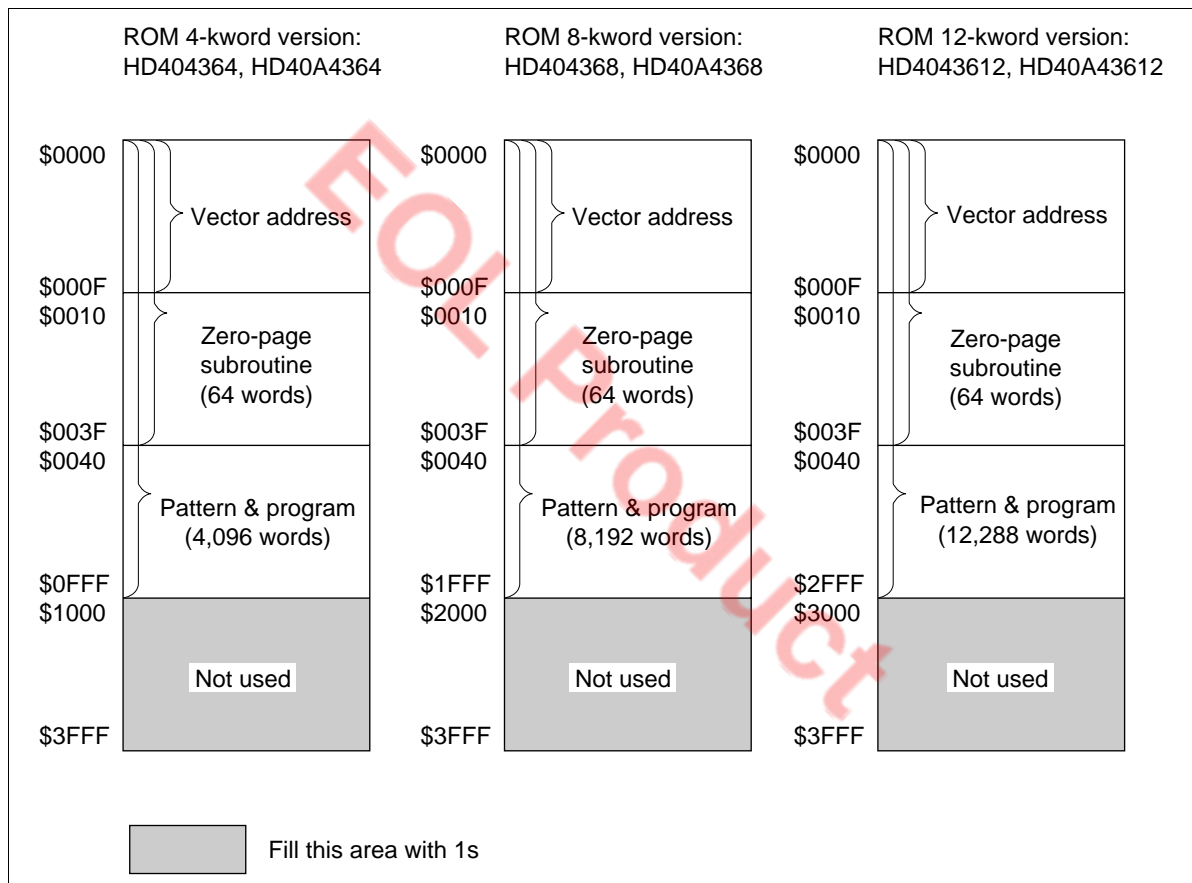 ROM 4-kword version:
HD404364, HD40A4364
$0000
Vector address
$000F
$0010
Zero-page
subroutine
(64 words)
$003F
$0040
Pattern & program
(4,096 words)
$0FFF
$1000
Not used
$3FFF
ROM 8-kword version:
HD404368, HD40A4368
$0000
Vector address
$000F
$0010
Zero-page
subroutine
(64 words)
$003F
$0040
Pattern & program
(8,192 words)
$1FFF
$2000
Not used
$3FFF
ROM 12-kword version:
HD4043612, HD40A43612
$0000
Vector address
$000F
$0010
Zero-page
subroutine
(64 words)
$003F
$0040
Pattern & program
(12,288 words)
$2FFF
$3000
Not used
$3FFF
Fill this area with 1s
EOL Product